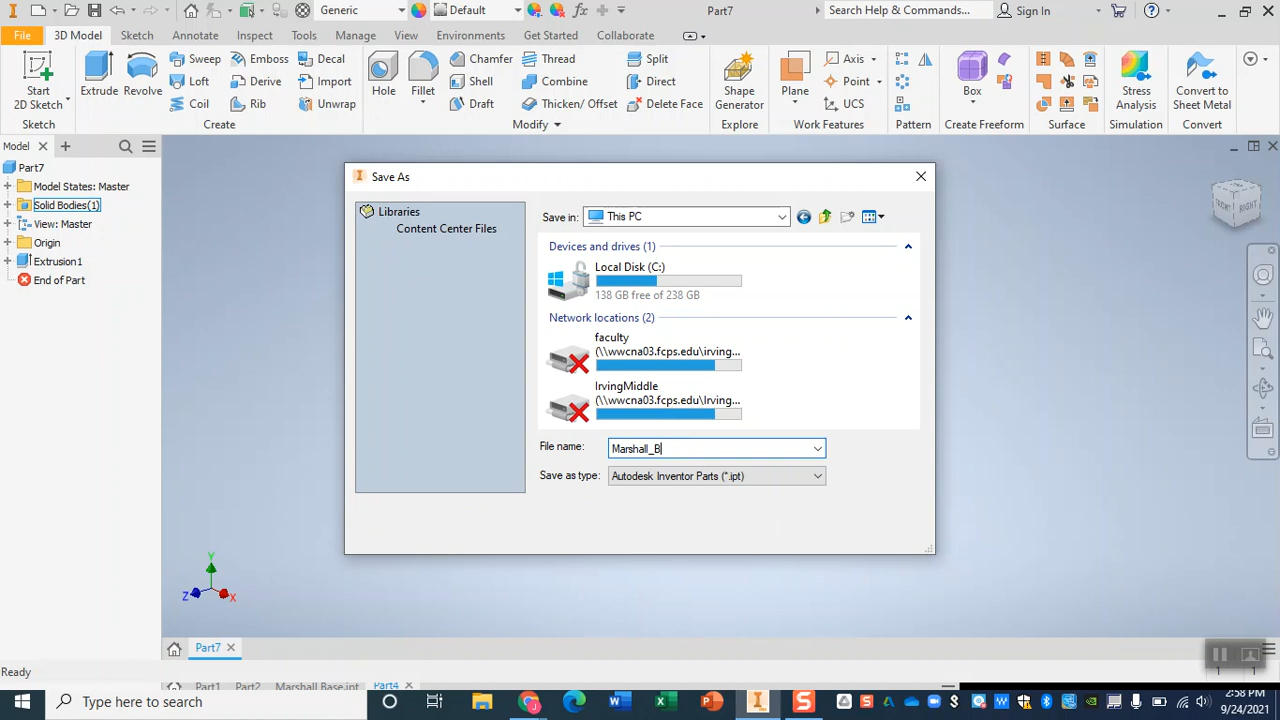 Generic
Default
Part7
Search Help & Commands...
Sign In
File
3D Model
Sketch
Annotate
Inspect
Tools
Manage
View
Environments
Get Started
Collaborate
Start
2D Sketch
Sketch
Extrude
Revolve
Sweep
Emboss
Decal
Loft
Derive
Import
Coil
Rib
Unwrap
Create
Hole
Fillet
Chamfer
Thread
Split
Shell
Combine
Direct
Draft
Thicken/ Offset
Delete Face
Modify
Shape
Generator
Explore
Plane
Axis
Point
UCS
Work Features
Pattern
Box
Create Freeform
Surface
Stress
Analysis
Simulation
Convert to
Sheet Metal
Convert
Model
Part7
Model States: Master
Solid Bodies(1)
View: Master
Origin
Extrusion1
End of Part
Save As
Libraries
Content Center Files
Save in:
This PC
Devices and drives (1)
Local Disk (C:)
138 GB free of 238 GB
Network locations (2)
faculty
(\\wwcna03.fcps.edu\irving...
IrvingMiddle
(\\wwcna03.fcps.edu\Irving...
File name:
Marshall_B
Save as type:
Autodesk Inventor Parts (*.ipt)
FRONT
RIGHT
Y
Z
X
Part7
Ready
1
1
Part1
Part2
Marshall Base.ipt
Part4
Type here to search
2:58 PM
9/24/2021